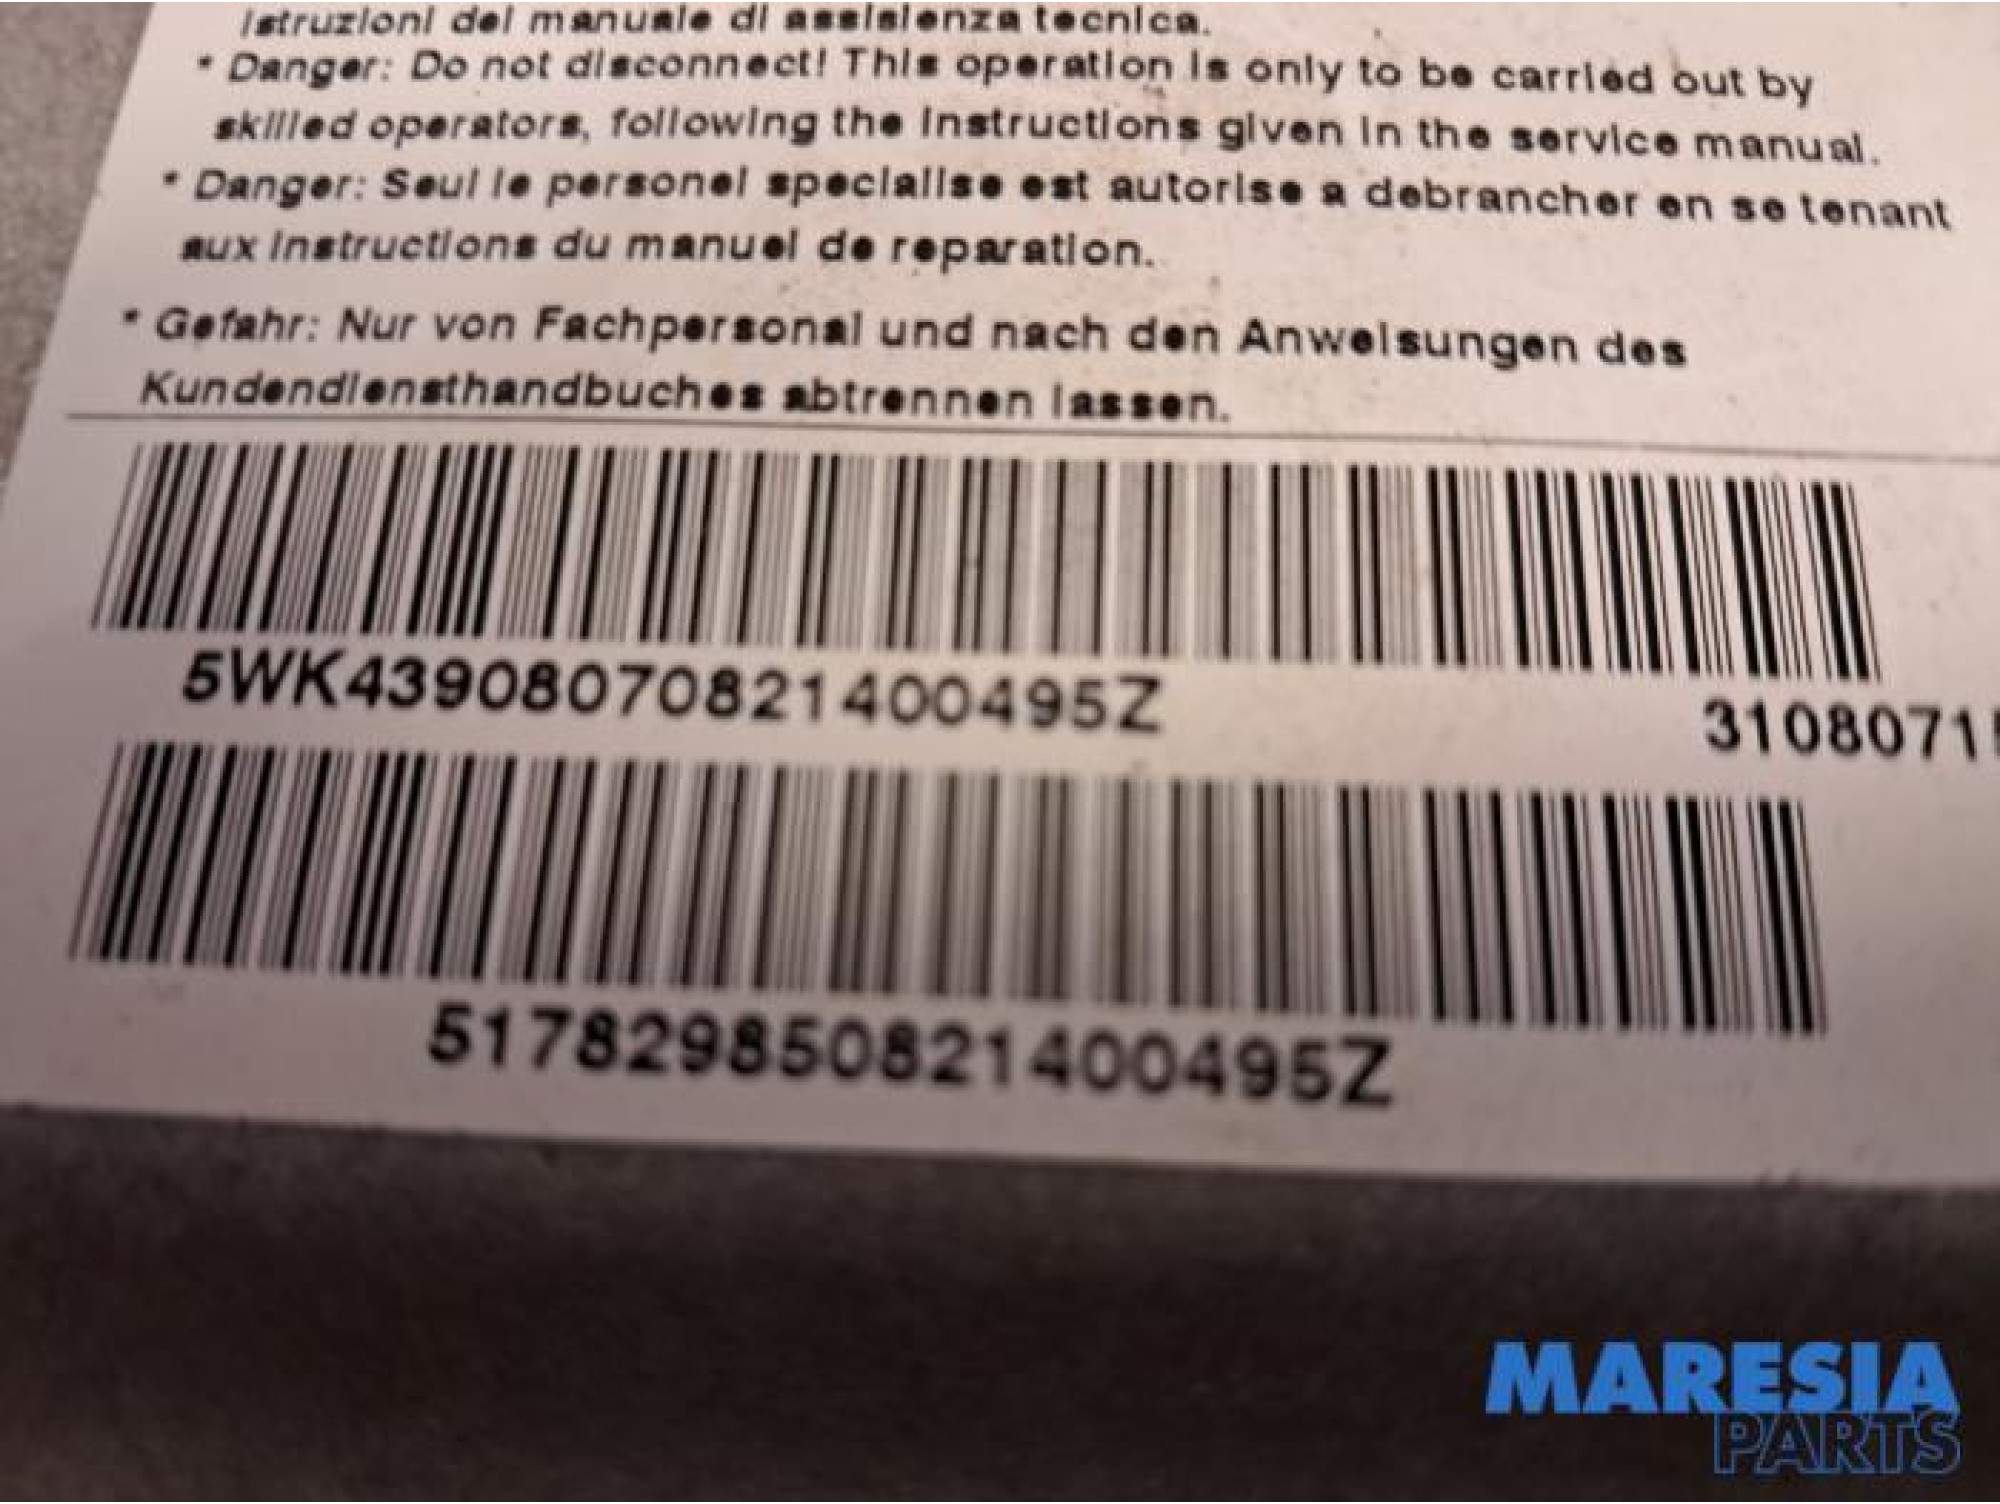 istruzioni del manuale di assisienza tecnica.
* Danger: Do not disconnect! This operation is only to be carried out by
skilled operators, following the instructions given in the service manual.
* Danger: Seul le personel specialise est autorise a debrancher en se tenant
aux instructions du manuel de reparation.
* Gefahr: Nur von Fachpersonal und nach den Anweisungen des
Kundendiensthandbuches abtrennen lassen.
5WK43908070821400495Z
3108071
51782985082140049 5Z
MARESIA
PARTS